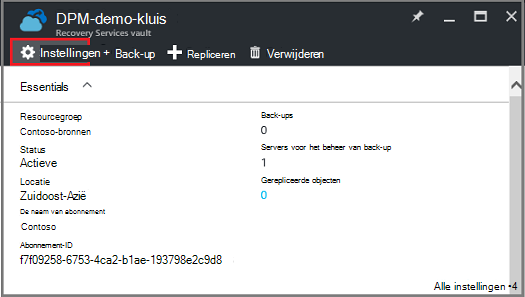 DPM-demo-kluis
Recovery Services vault
Instellingen + Back-up + Repliceren Verwijderen
Essentials
Resourcegroep
Contoso-bronnen
Status
Actieve
Locatie
Zuidoost-Azië
De naam van abonnement
Contoso
Abonnement-ID
f7f09258-6753-4ca2-b1ae-193798e2c9d8
Back-ups
0
Servers voor het beheer van back-up
1
Gerepliceerde objecten
0
Alle instellingen •4